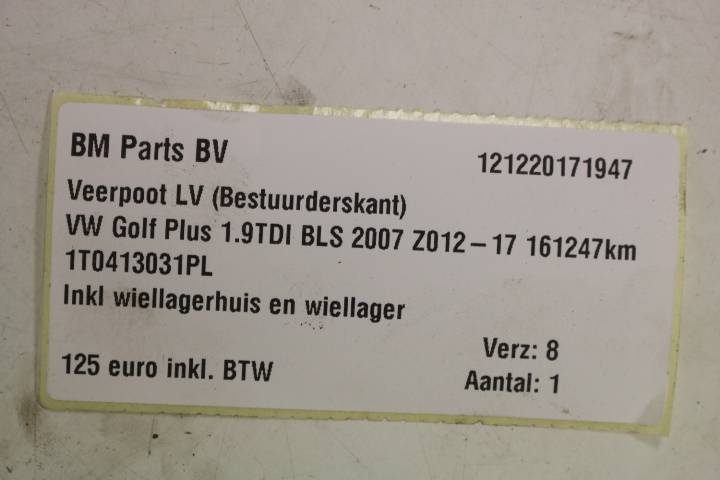 BM Parts BV 121220171947
Veerpoot LV (Bestuurderskant)
VW Golf Plus 1.9TDI BLS 2007 Z012-17 161247km
1T0413031PL
Inkl wiellagerhuis en wiellager
Verz: 8
125 euro inkl. BTW Aantal: 1